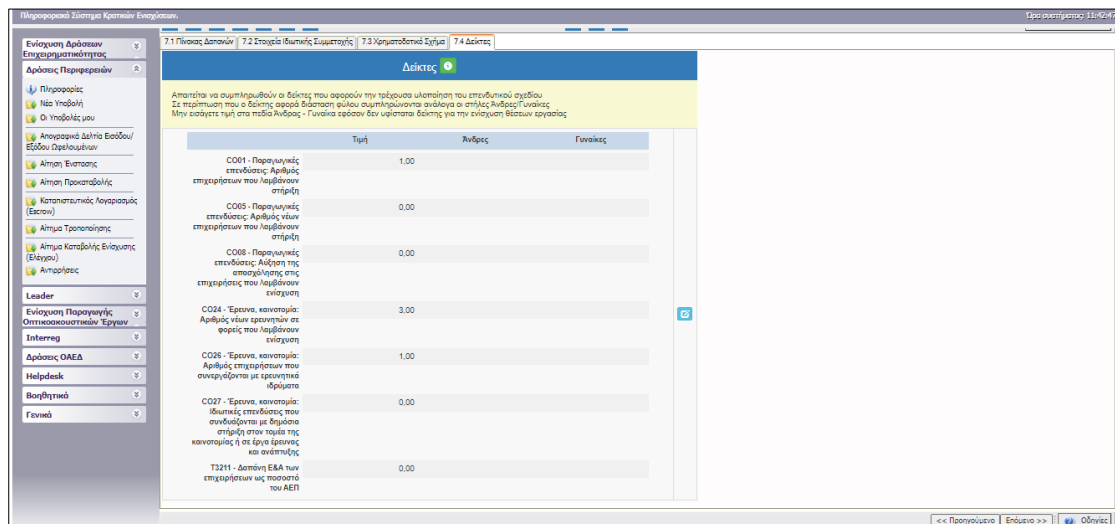 Πληροφοριακό Σύστημα Κρατικών Ενισχύσεων.
Ώρα συστήματος: 11:42:47
Ενίσχυση Δράσεων
Επιχειρηματικότητας
Δράσεις Περιφερειών
Πληροφορίες
Νέα Υποβολή
Οι Υποβολές μου
Απογραφικά Δελτία Εισόδου/
Εξόδου Ωφελουμένων
Αίτηση Ένστασης
Αίτηση Προκαταβολής
Καταπιστευτικός Λογαριασμός
(Escrow)
Αίτημα Τροποποίησης
Αίτημα Καταβολής Ενίσχυσης
(Ελέγχου)
Αντιρρήσεις
Leader
Ενίσχυση Παραγωγής
Οπτικοακουστικών Έργων
Interreg
Δράσεις ΟΑΕΔ
Helpdesk
Βοηθητικά
Γενικά
7.1 Πίνακας Δαπανών 7.2 Στοιχεία Ιδιωτικής Συμμετοχής 7.3 Χρηματοδοτικό Σχήμα 7.4 Δείκτες
Δείκτες
Απαιτείται να συμπληρωθούν οι δείκτες που αφορούν την τρέχουσα υλοποίηση του επενδυτικού σχεδίου
Σε περίπτωση που ο δείκτης αφορά διάσταση φύλου συμπληρώνονται ανάλογα οι στήλες Άνδρες/Γυναίκες
Μην εισάγετε τιμή στα πεδία Άνδρας - Γυναίκα εφόσον δεν υφίσταται δείκτης για την ενίσχυση θέσεων εργασίας
Τιμή Άνδρες Γυναίκες
CO01 - Παραγωγικές 1,00
επενδύσεις: Αριθμός
επιχειρήσεων που λαμβάνουν
στήριξη
CO05 - Παραγωγικές 0,00
επενδύσεις: Αριθμός νέων
επιχειρήσεων που λαμβάνουν
στήριξη
CO08 - Παραγωγικές 0,00
επενδύσεις: Αύξηση της
απασχόλησης στις
επιχειρήσεις που λαμβάνουν
ενίσχυση
CO24 - Έρευνα, καινοτομία: 3,00
Αριθμός νέων ερευνητών σε
φορείς που λαμβάνουν
ενίσχυση
CO26 - Έρευνα, καινοτομία: 1,00
Αριθμός επιχειρήσεων που
συνεργάζονται με ερευνητικά
ιδρύματα
CO27 - Έρευνα, καινοτομία: 0,00
Ιδιωτικές επενδύσεις που
συνδυάζονται με δημόσια
στήριξη στον τομέα της
καινοτομίας ή σε έργα έρευνας
και ανάπτυξης
T3211 - Δαπάνη Ε&Α των 0,00
επιχειρήσεων ως ποσοστό
του ΑΕΠ
<< Προηγούμενο Επόμενο >> Οδηγίες